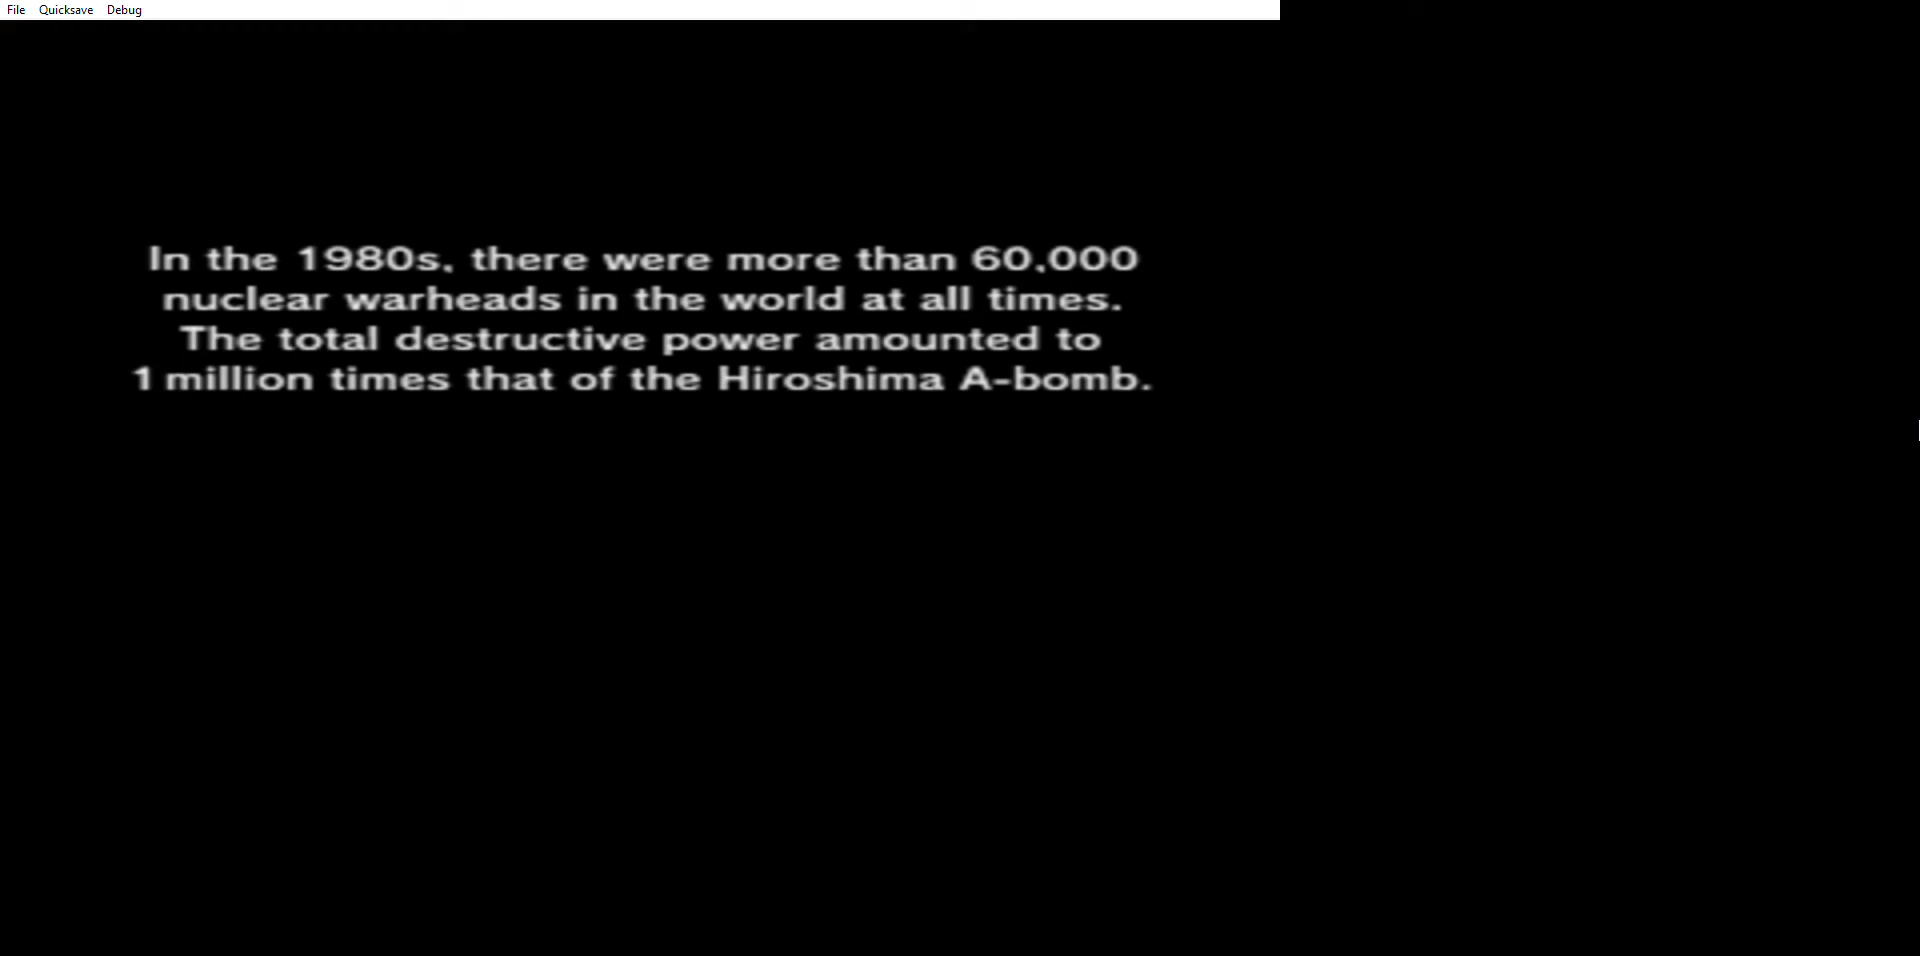 File Quicksave Debug
In the 1980s, there were more than 60,000
nuclear warheads in the world at all times.
The total destructive power amounted to
1 million times that of the Hiroshima A-bomb.